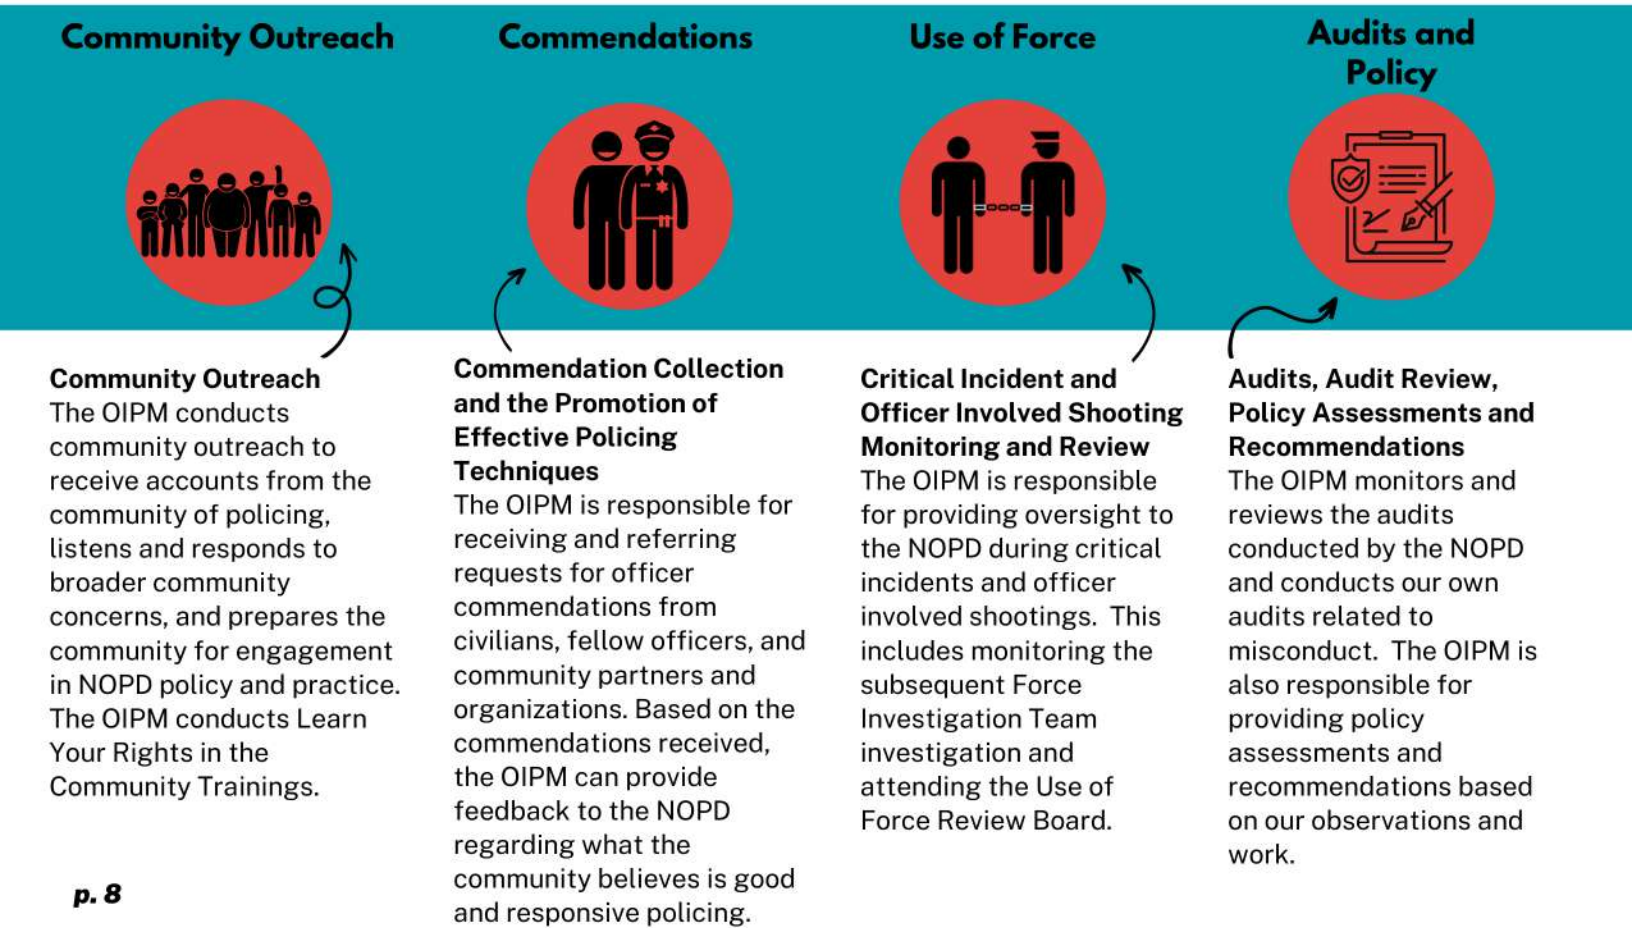 Community Outreach
Commendations
Use of Force
Audits and
Policy
Community Outreach
The OIPM conducts
community outreach to
receive accounts from the
community of policing,
listens and responds to
broader community
concerns, and prepares the
community for engagement
in NOPD policy and practice.
The OIPM conducts Learn
Your Rights in the
Community Trainings.
Commendation Collection
and the Promotion of
Effective Policing
Techniques
The OIPM is responsible for
receiving and referring
requests for officer
commendations from
civilians, fellow officers, and
community partners and
organizations. Based on the
commendations received,
the OIPM can provide
feedback to the NOPD
regarding what the
community believes is good
and responsive policing.
Critical Incident and
Officer Involved Shooting
Monitoring and Review
The OIPM is responsible
for providing oversight to
the NOPD during critical
incidents and officer
involved shootings.  This
includes monitoring the
subsequent Force
Investigation Team
investigation and
attending the Use of
Force Review Board.
Audits, Audit Review,
Policy Assessments and
Recommendations
The OIPM monitors and
reviews the audits
conducted by the NOPD
and conducts our own
audits related to
misconduct.  The OIPM is
also responsible for
providing policy
assessments and
recommendations based
on our observations and
work.
p. 8